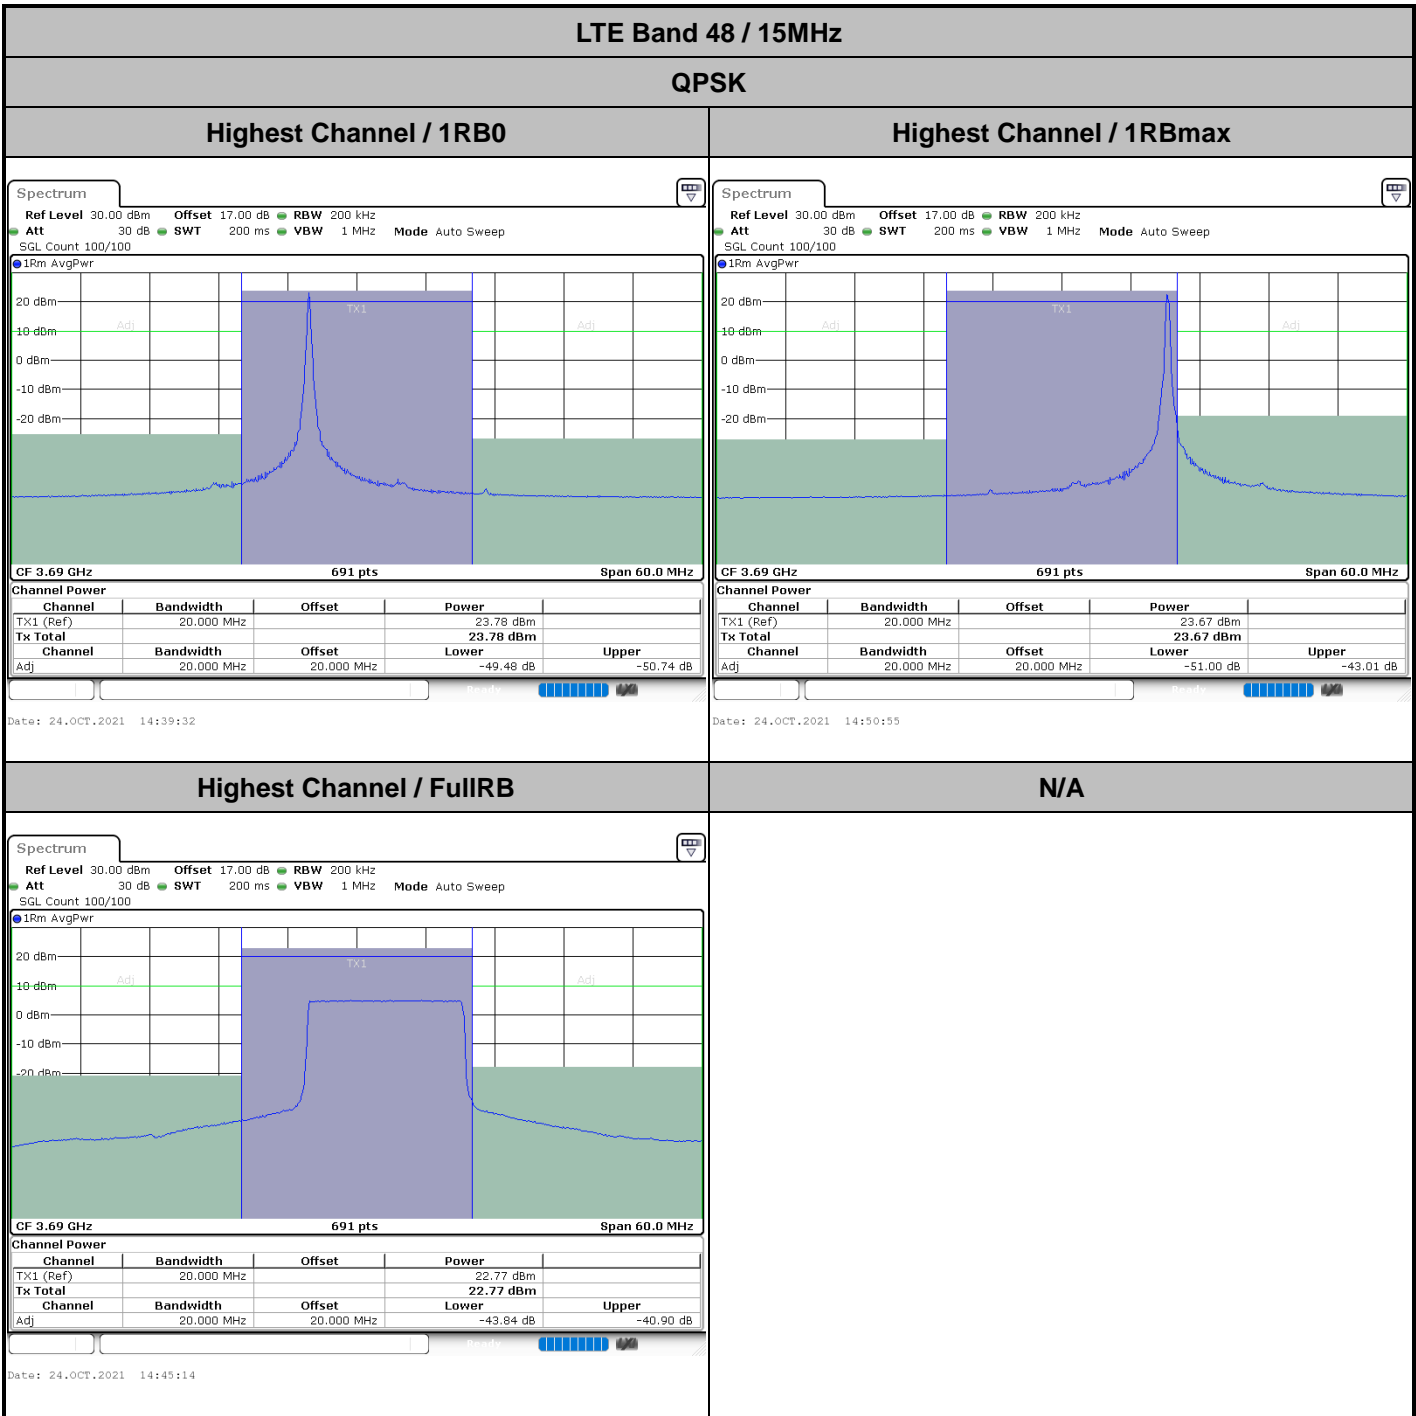 LTE Band 48 / 15MHz
QPSK
Highest Channel / 1RB0
Highest Channel / 1RBmax
Spectrum
Ref Level 30.00 dBm Offset 17.00 dB RBW 200 kHz
Att 30 dB SWT 200 ms VBW 1 MHz Mode Auto Sweep
SGL Count 100/100
1Rm AvgPwr
20 dBm
10 dBm
0 dBm
-10 dBm
-20 dBm
Adj
TX1
Adj
CF 3.69 GHz 691 pts Span 60.0 MHz
Channel Power
Channel Bandwidth Offset Power
TX1 (Ref) 20.000 MHz 23.78 dBm
Tx Total 23.78 dBm
Channel Bandwidth Offset Lower Upper
Adj 20.000 MHz 20.000 MHz -49.48 dB -50.74 dB
Ready
Date: 24.OCT.2021 14:39:32
Spectrum
Ref Level 30.00 dBm Offset 17.00 dB RBW 200 kHz
Att 30 dB SWT 200 ms VBW 1 MHz Mode Auto Sweep
SGL Count 100/100
1Rm AvgPwr
20 dBm
10 dBm
0 dBm
-10 dBm
-20 dBm
Adj
TX1
Adj
CF 3.69 GHz 691 pts Span 60.0 MHz
Channel Power
Channel Bandwidth Offset Power
TX1 (Ref) 20.000 MHz 23.67 dBm
Tx Total 23.67 dBm
Channel Bandwidth Offset Lower Upper
Adj 20.000 MHz 20.000 MHz -51.00 dB -43.01 dB
Ready
Date: 24.OCT.2021 14:50:55
Highest Channel / FullRB
N/A
Spectrum
Ref Level 30.00 dBm Offset 17.00 dB RBW 200 kHz
Att 30 dB SWT 200 ms VBW 1 MHz Mode Auto Sweep
SGL Count 100/100
1Rm AvgPwr
20 dBm
10 dBm
0 dBm
-10 dBm
-20 dBm
Adj
TX1
Adj
CF 3.69 GHz 691 pts Span 60.0 MHz
Channel Power
Channel Bandwidth Offset Power
TX1 (Ref) 20.000 MHz 22.77 dBm
Tx Total 22.77 dBm
Channel Bandwidth Offset Lower Upper
Adj 20.000 MHz 20.000 MHz -43.84 dB -40.90 dB
Ready
Date: 24.OCT.2021 14:45:14